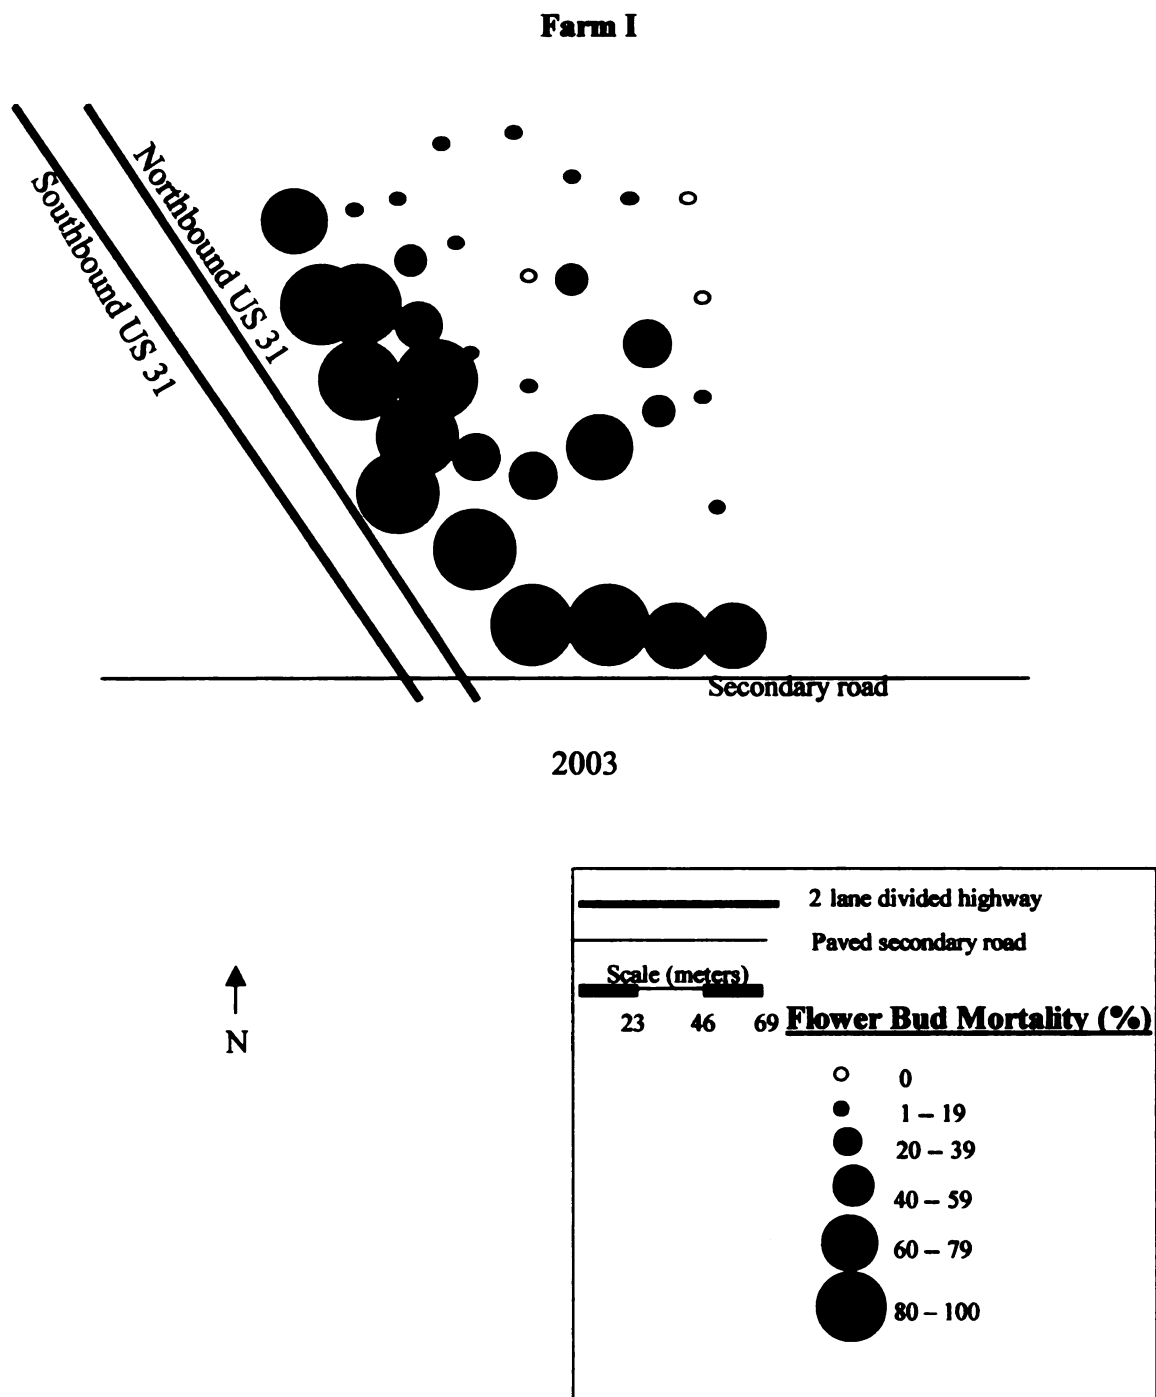 Farm I
Southbound US 31
Northbound US 31
Secondary road
2003
N
2 lane divided highway
Paved secondary road
Scale (meters)
23 46 69
Flower Bud Mortality (%)
0
1 – 19
20 – 39
40 – 59
60 – 79
80 – 100